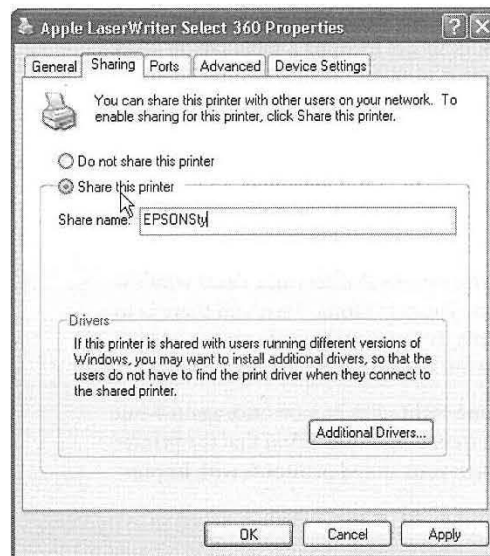 Apple LaserWriter Select 360 Properties
General Sharing Ports Advanced Device Settings
You can share this printer with other users on your network. To
enable sharing for this printer, click Share this printer.
Do not share this printer
Share this printer
Share name: EPSONSty
Drivers
If this printer is shared with users running different versions of
Windows, you may want to install additional drivers, so that the
users do not have to find the print driver when they connect to
the shared printer.
Additional Drivers...
OK Cancel Apply